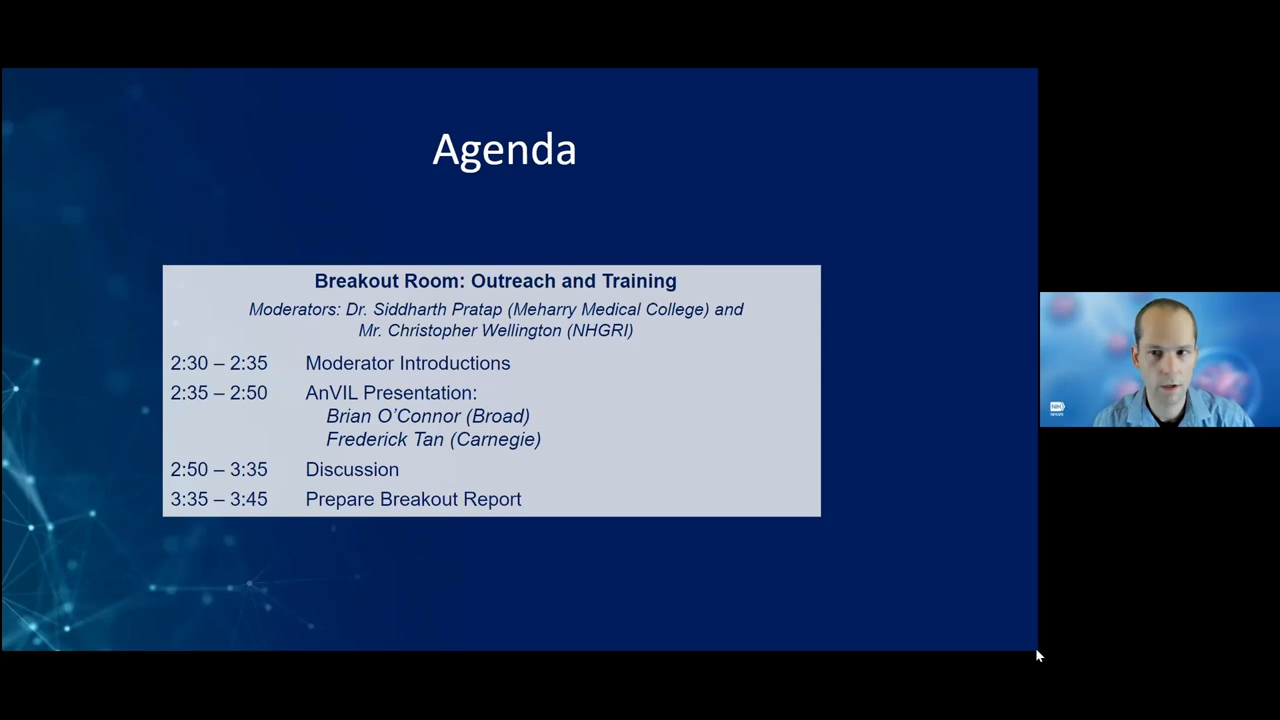 Agenda
Breakout Room: Outreach and Training
Moderators: Dr. Siddharth Pratap (Meharry Medical College) and
Mr. Christopher Wellington (NHGRI)
2:30 – 2:35 Moderator Introductions
2:35 – 2:50 AnVIL Presentation:
Brian O’Connor (Broad)
Frederick Tan (Carnegie)
2:50 – 3:35 Discussion
3:35 – 3:45 Prepare Breakout Report
NIH